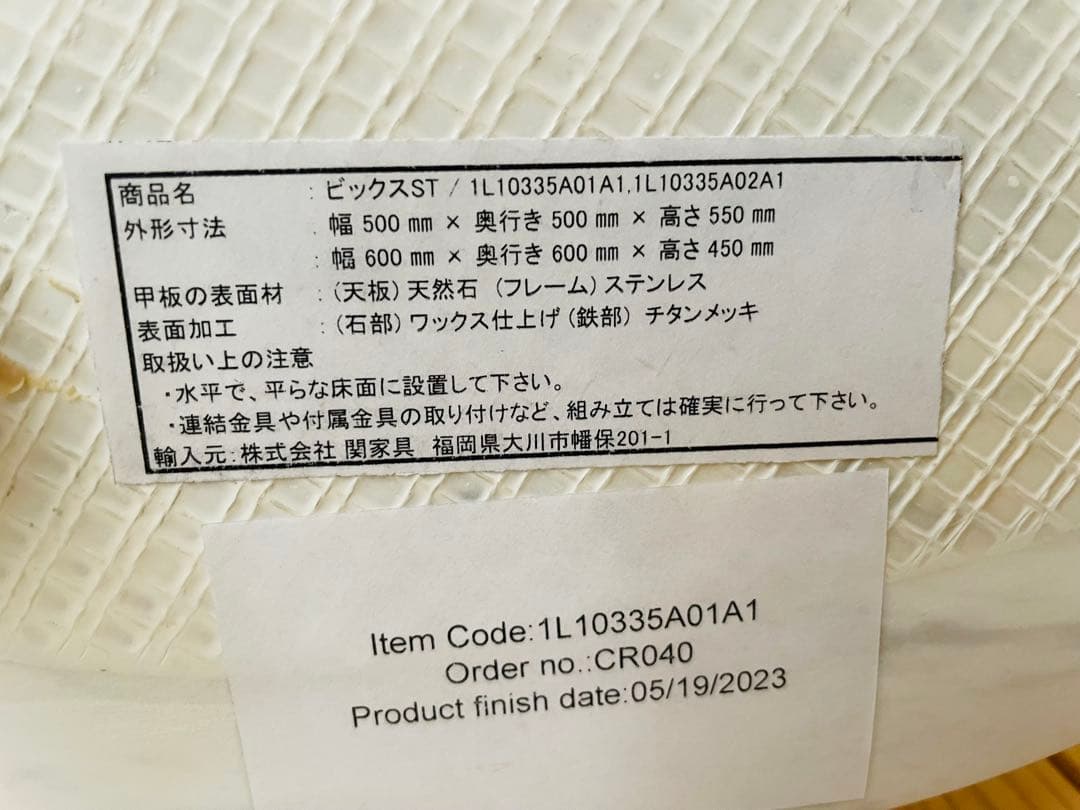 商品名 : ビックスST / 1L10335A01A1,1L10335A02A1
外形寸法 : 幅 500 ㎜ × 奥行き 500 ㎜ × 高さ 550 ㎜
: 幅 600 ㎜ × 奥行き 600 ㎜ × 高さ 450 ㎜
甲板の表面材 : (天板) 天然石 (フレーム) ステンレス
表面加工 : (石部) ワックス仕上げ (鉄部) チタンメッキ
取扱い上の注意
・水平で、平らな床面に設置して下さい。
・連結金具や付属金具の取り付けなど、組み立ては確実に行って下さい。
輸入元:株式会社 関家具 福岡県大川市幡保201-1
Item Code:1L10335A01A1
Order no.:CR040
Product finish date:05/19/2023